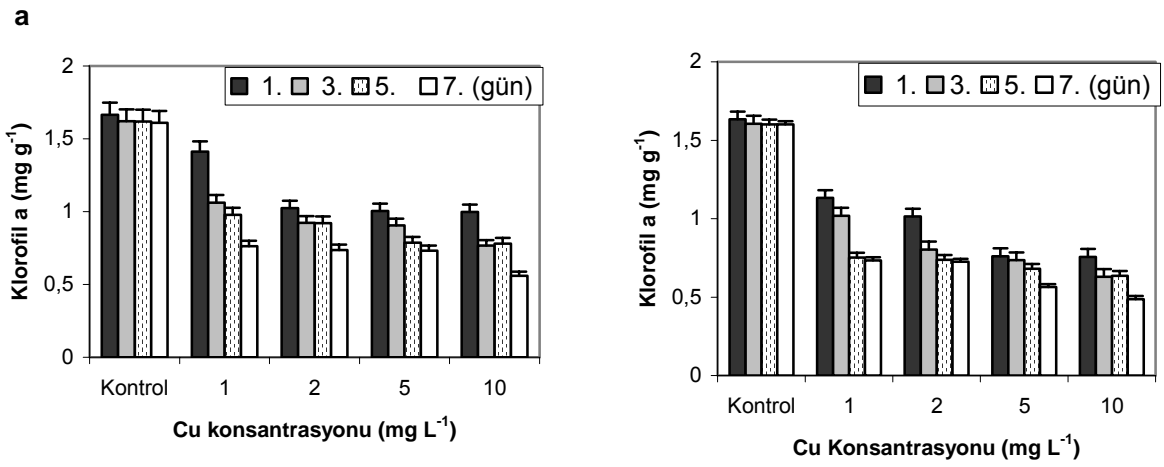 a
Klorofil a (mg g-1)
2
1,5
1
0,5
0
1. 3. 5. 7. (gün)
Kontrol 1 2 5 10
Cu konsantrasyonu (mg L-1)
Klorofil a (mg g-1)
2
1,5
1
0,5
0
1. 3. 5. 7. (gün)
Kontrol 1 2 5 10
Cu Konsantrasyonu (mg L-1)